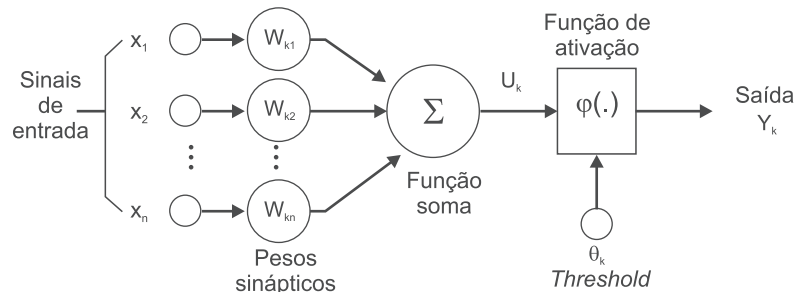 Sinais
de
entrada
x1
x2
xn
Wk1
Wk2
Wkn
Pesos
sinápticos
Σ
Função
soma
Uk
Função de
ativação
φ(.)
θk
Threshold
Saída
Yk